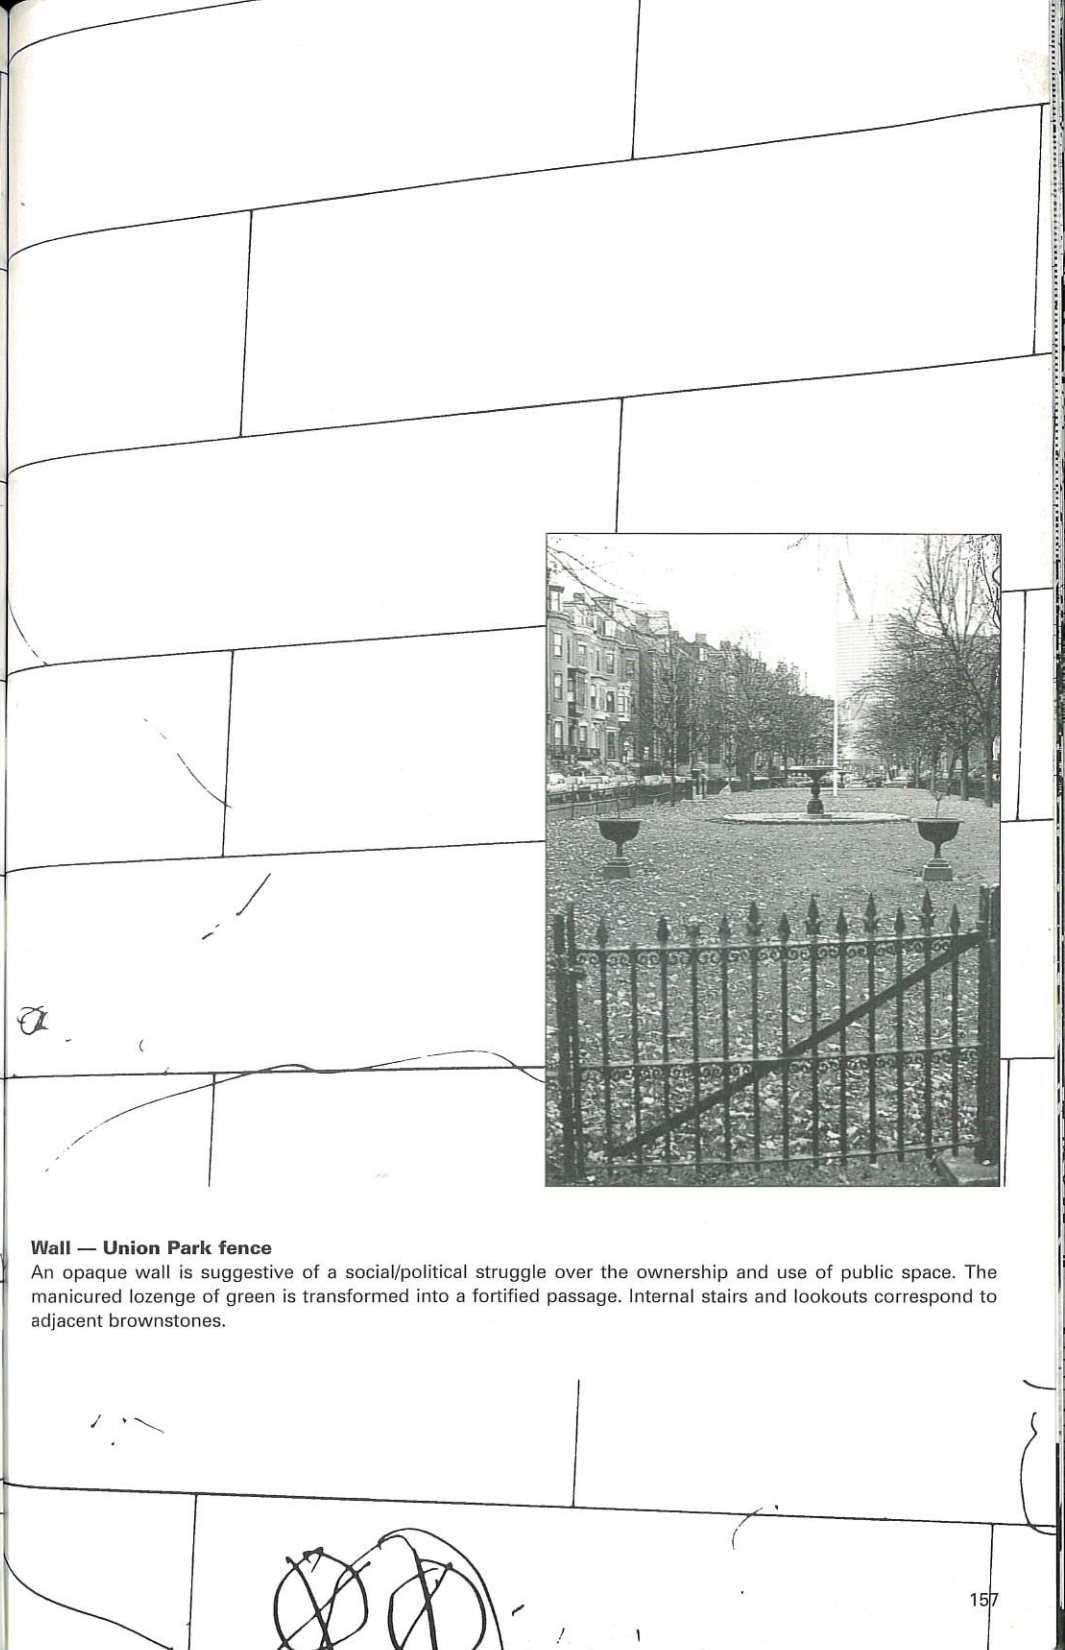 Wall — Union Park fence
An opaque wall is suggestive of a social/political struggle over the ownership and use of public space. The
manicured lozenge of green is transformed into a fortified passage. Internal stairs and lookouts correspond to
adjacent brownstones.
157